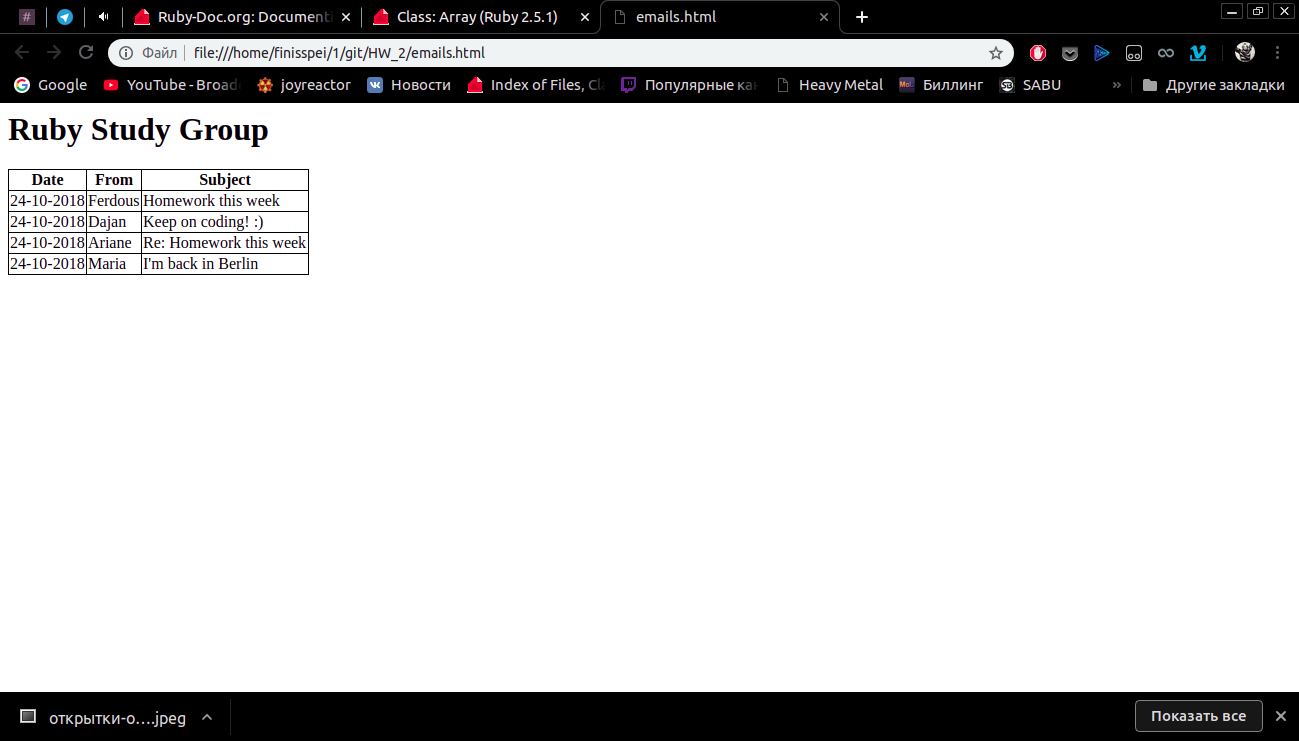 Ruby-Doc.org: Documenti
Class: Array (Ruby 2.5.1)
emails.html
Файл file:///home/finisspei/1/git/HW_2/emails.html
Google YouTube - Broad joyreactor Новости Index of Files, Cla Популярные кан Heavy Metal Биллинг SABU » Другие закладки
Ruby Study Group
Date From Subject
24-10-2018 Ferdous Homework this week
24-10-2018 Dajan Keep on coding! :)
24-10-2018 Ariane Re: Homework this week
24-10-2018 Maria I'm back in Berlin
открытки-о....jpeg
Показать все